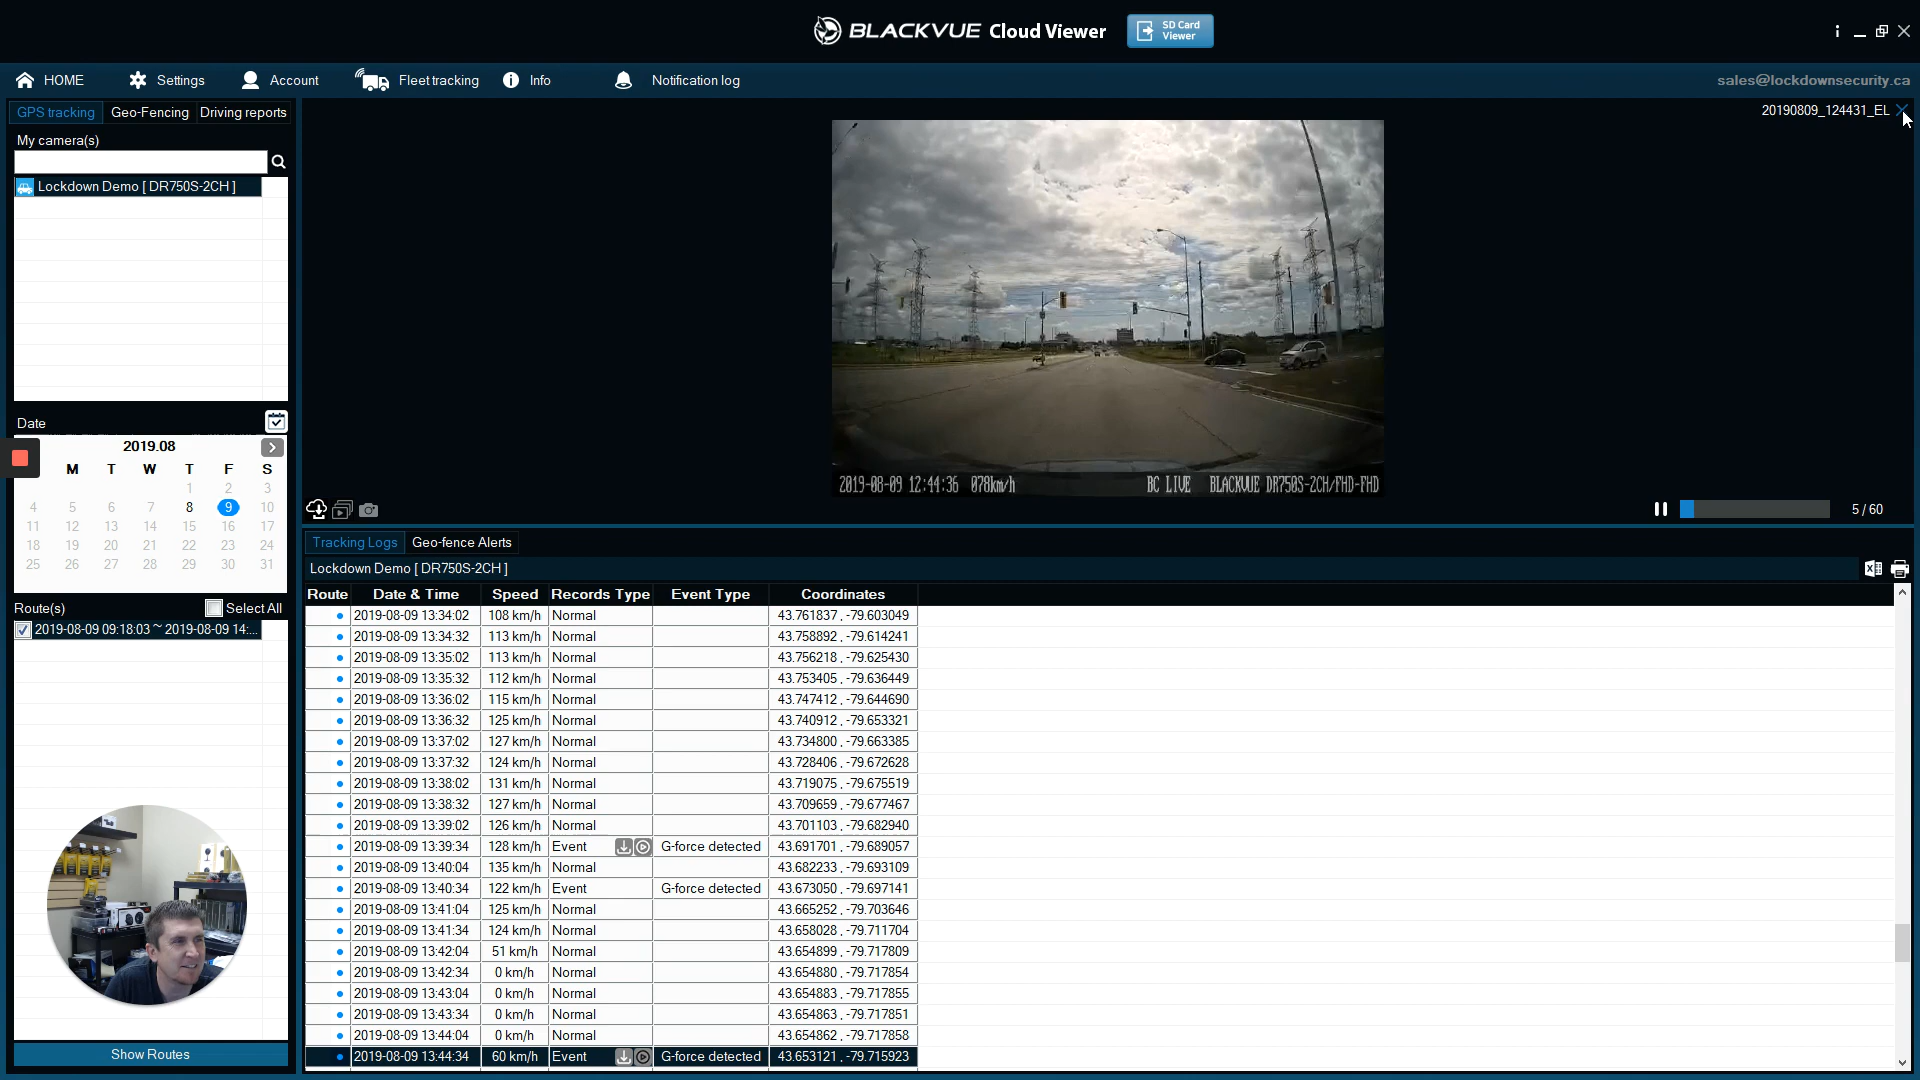 BLACKVUE Cloud Viewer
SD Card
Viewer
HOME
Settings
Account
Fleet tracking
Info
Notification log
sales@lockdownsecurity.ca
GPS tracking
Geo-Fencing
Driving reports
20190809_124431_EL
My camera(s)
Lockdown Demo [ DR750S-2CH ]
2019-08-09 12:44:36 078km/h
BC LIVE BLACKVUE DR750S-2CH/FHD-FHD
5 / 60
Date
2019.08
M T W T F S
1 2 3
4 5 6 7 8 9 10
11 12 13 14 15 16 17
18 19 20 21 22 23 24
25 26 27 28 29 30 31
Route(s)
Select All
2019-08-09 09:18:03 ~ 2019-08-09 14:...
Show Routes
Tracking Logs
Geo-fence Alerts
Lockdown Demo [ DR750S-2CH ]
Route Date & Time Speed Records Type Event Type Coordinates
2019-08-09 13:34:02 108 km/h Normal 43.761837 , -79.603049
2019-08-09 13:34:32 113 km/h Normal 43.758892 , -79.614241
2019-08-09 13:35:02 113 km/h Normal 43.756218 , -79.625430
2019-08-09 13:35:32 112 km/h Normal 43.753405 , -79.636449
2019-08-09 13:36:02 115 km/h Normal 43.747412 , -79.644690
2019-08-09 13:36:32 125 km/h Normal 43.740912 , -79.653321
2019-08-09 13:37:02 127 km/h Normal 43.734800 , -79.663385
2019-08-09 13:37:32 124 km/h Normal 43.728406 , -79.672628
2019-08-09 13:38:02 131 km/h Normal 43.719075 , -79.675519
2019-08-09 13:38:32 127 km/h Normal 43.709659 , -79.677467
2019-08-09 13:39:02 126 km/h Normal 43.701103 , -79.682940
2019-08-09 13:39:34 128 km/h Event G-force detected 43.691701 , -79.689057
2019-08-09 13:40:04 135 km/h Normal 43.682233 , -79.693109
2019-08-09 13:40:34 122 km/h Event G-force detected 43.673050 , -79.697141
2019-08-09 13:41:04 125 km/h Normal 43.665252 , -79.703646
2019-08-09 13:41:34 124 km/h Normal 43.658028 , -79.711704
2019-08-09 13:42:04 51 km/h Normal 43.654899 , -79.717809
2019-08-09 13:42:34 0 km/h Normal 43.654880 , -79.717854
2019-08-09 13:43:04 0 km/h Normal 43.654883 , -79.717855
2019-08-09 13:43:34 0 km/h Normal 43.654863 , -79.717851
2019-08-09 13:44:04 0 km/h Normal 43.654862 , -79.717858
2019-08-09 13:44:34 60 km/h Event G-force detected 43.653121 , -79.715923